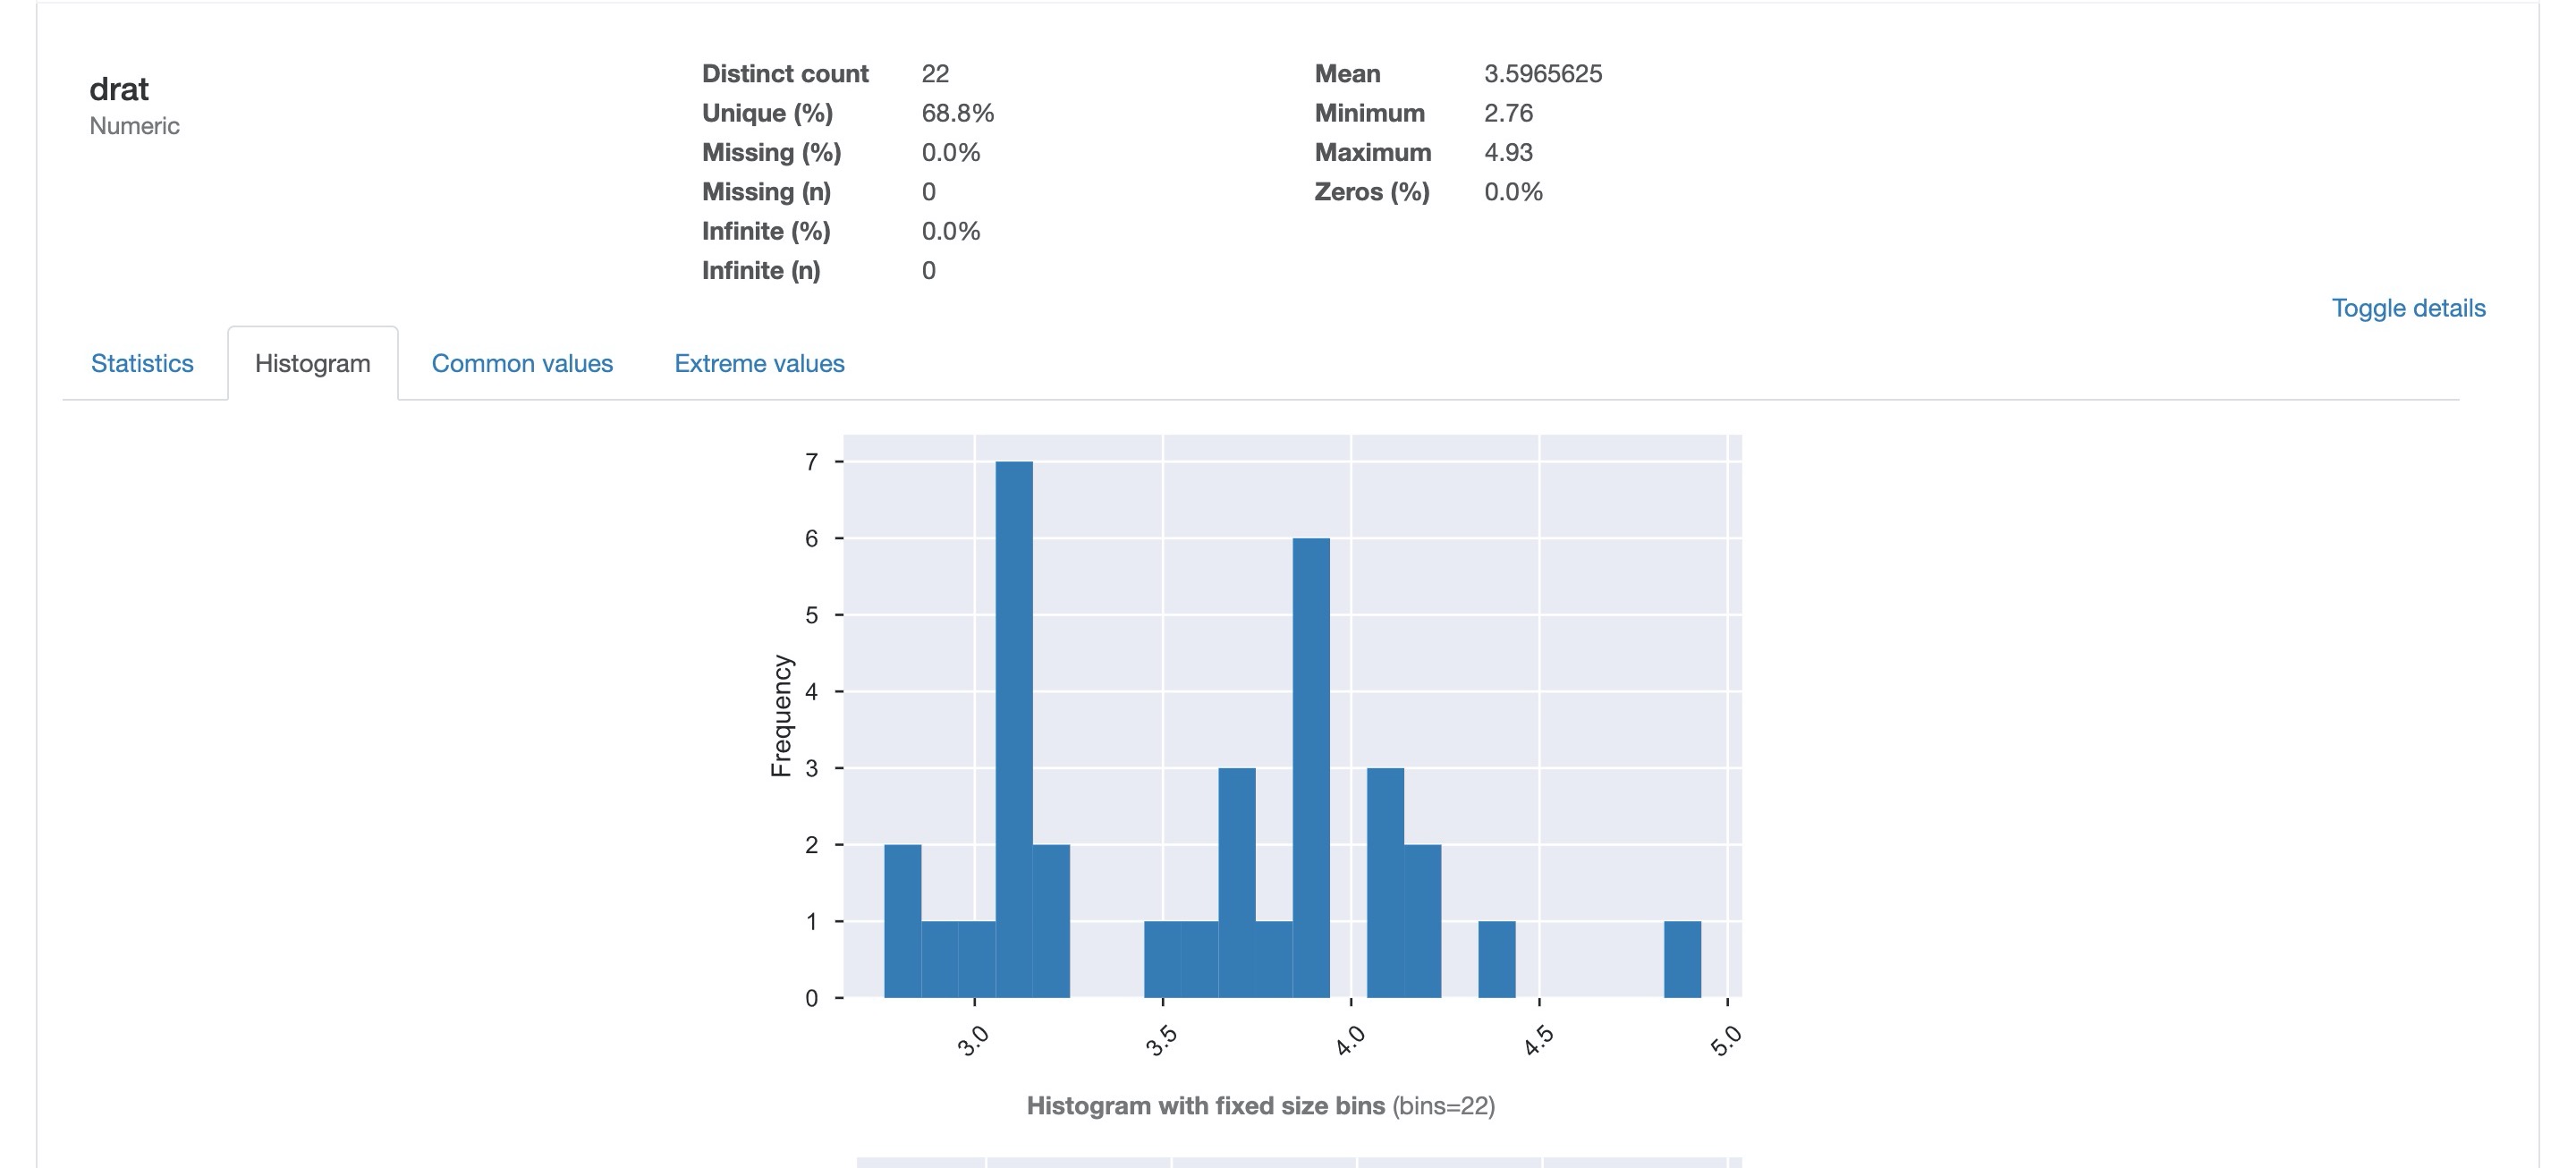 drat
Numeric
Distinct count 22
Unique (%) 68.8%
Missing (%) 0.0%
Missing (n) 0
Infinite (%) 0.0%
Infinite (n) 0
Mean 3.5965625
Minimum 2.76
Maximum 4.93
Zeros (%) 0.0%
Toggle details
Statistics Histogram Common values Extreme values
7
6
5
4
3
2
1
0
Frequency
3.0 3.5 4.0 4.5 5.0
Histogram with fixed size bins (bins=22)